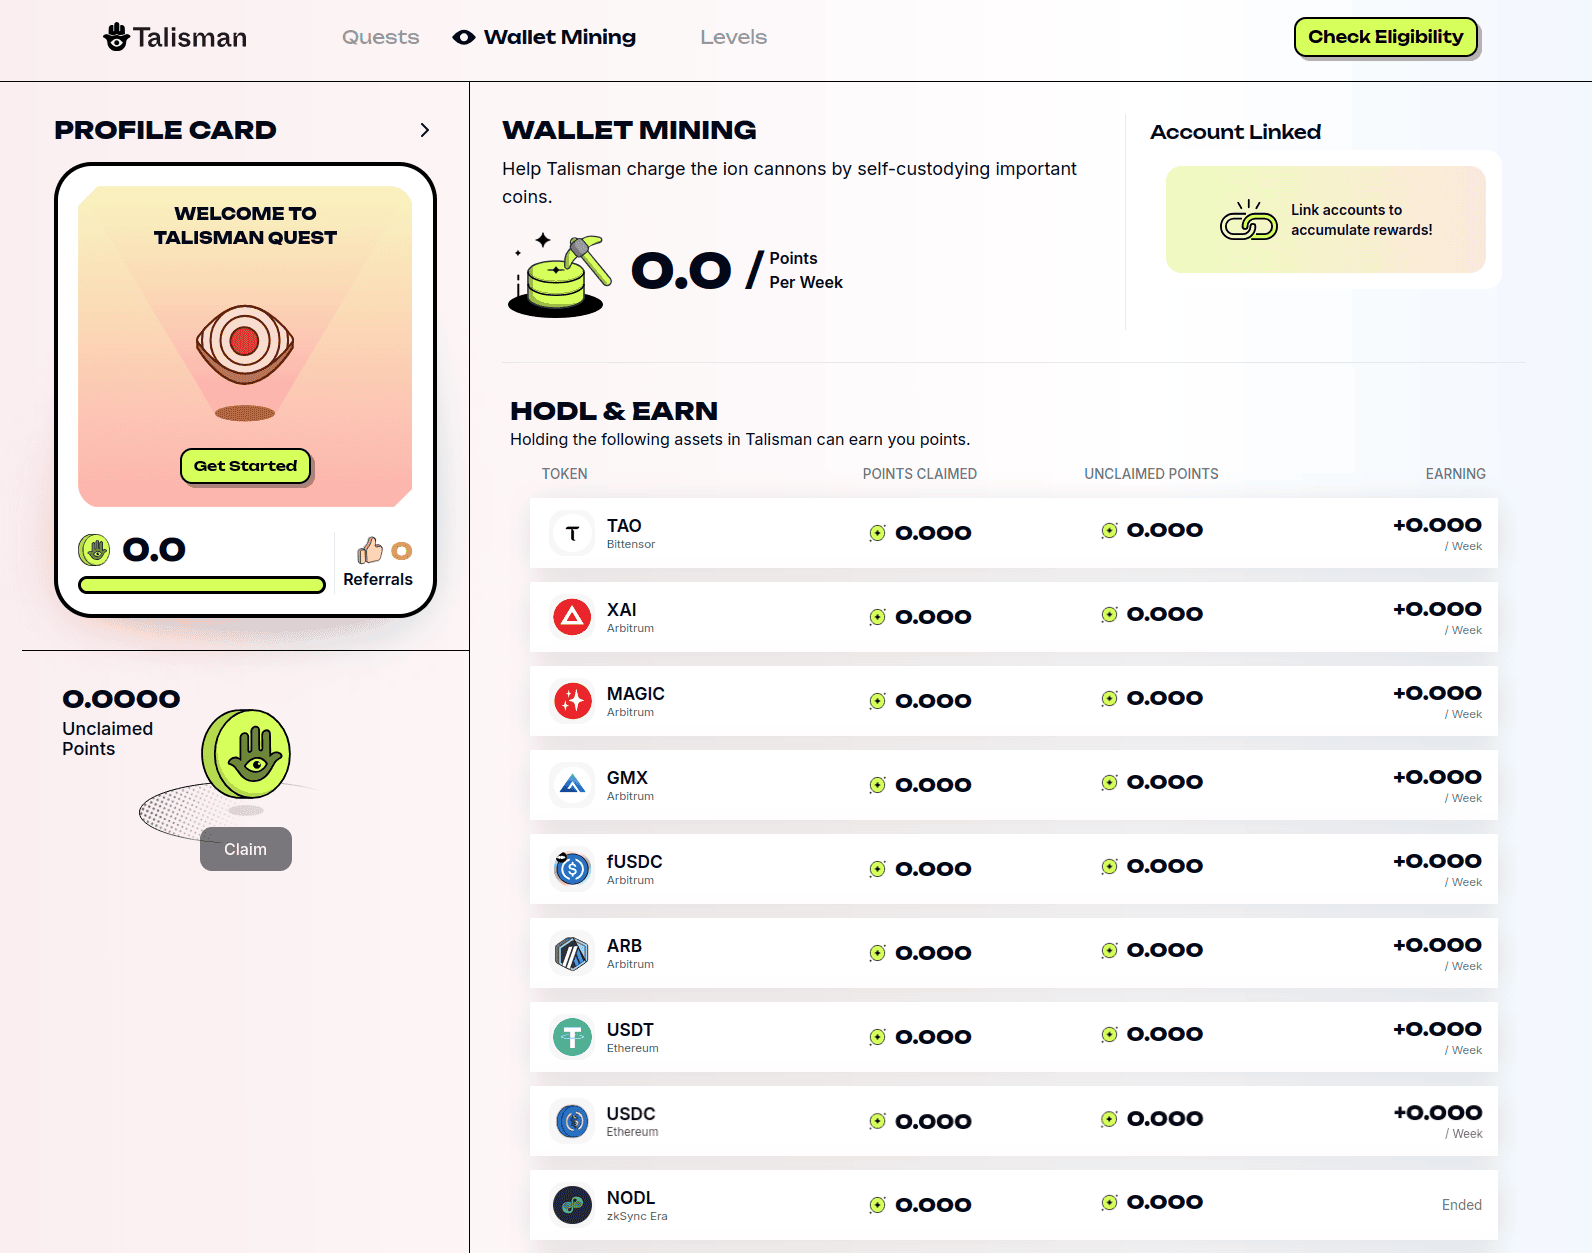 Talisman
Quests
Wallet Mining
Levels
Check Eligibility
PROFILE CARD
WELCOME TO
TALISMAN QUEST
Get Started
0.0
0
Referrals
0.0000
Unclaimed
Points
Claim
WALLET MINING
Help Talisman charge the ion cannons by self-custodying important
coins.
0.0 / Points
Per Week
Account Linked
Link accounts to
accumulate rewards!
HODL & EARN
Holding the following assets in Talisman can earn you points.
TOKEN POINTS CLAIMED UNCLAIMED POINTS EARNING
TAO 0.000 0.000 +0.000
Bittensor / Week
XAI 0.000 0.000 +0.000
Arbitrum / Week
MAGIC 0.000 0.000 +0.000
Arbitrum / Week
GMX 0.000 0.000 +0.000
Arbitrum / Week
fUSDC 0.000 0.000 +0.000
Arbitrum / Week
ARB 0.000 0.000 +0.000
Arbitrum / Week
USDT 0.000 0.000 +0.000
Ethereum / Week
USDC 0.000 0.000 +0.000
Ethereum / Week
NODL 0.000 0.000 Ended
zkSync Era